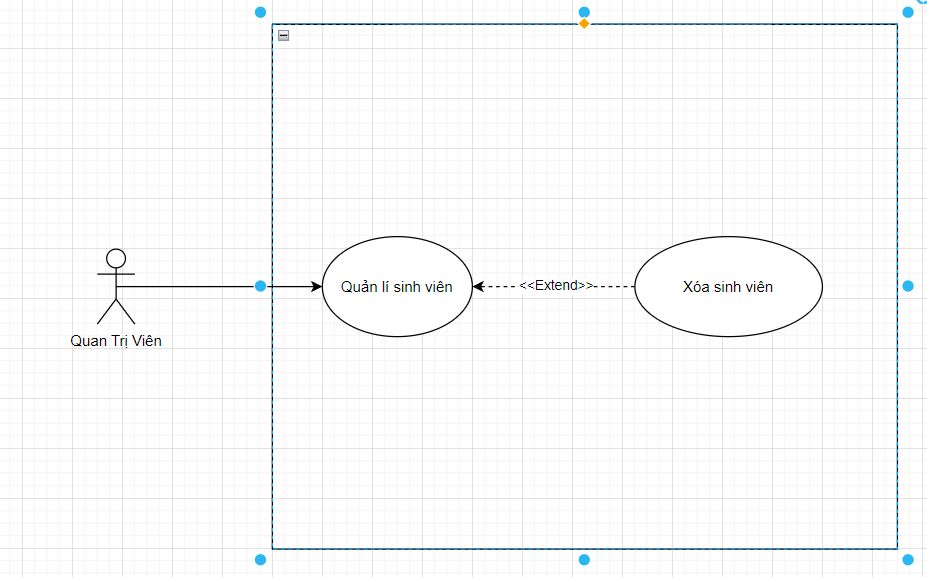 Quản lí sinh viên
<<Extend>>
Xóa sinh viên
Quan Trị Viên